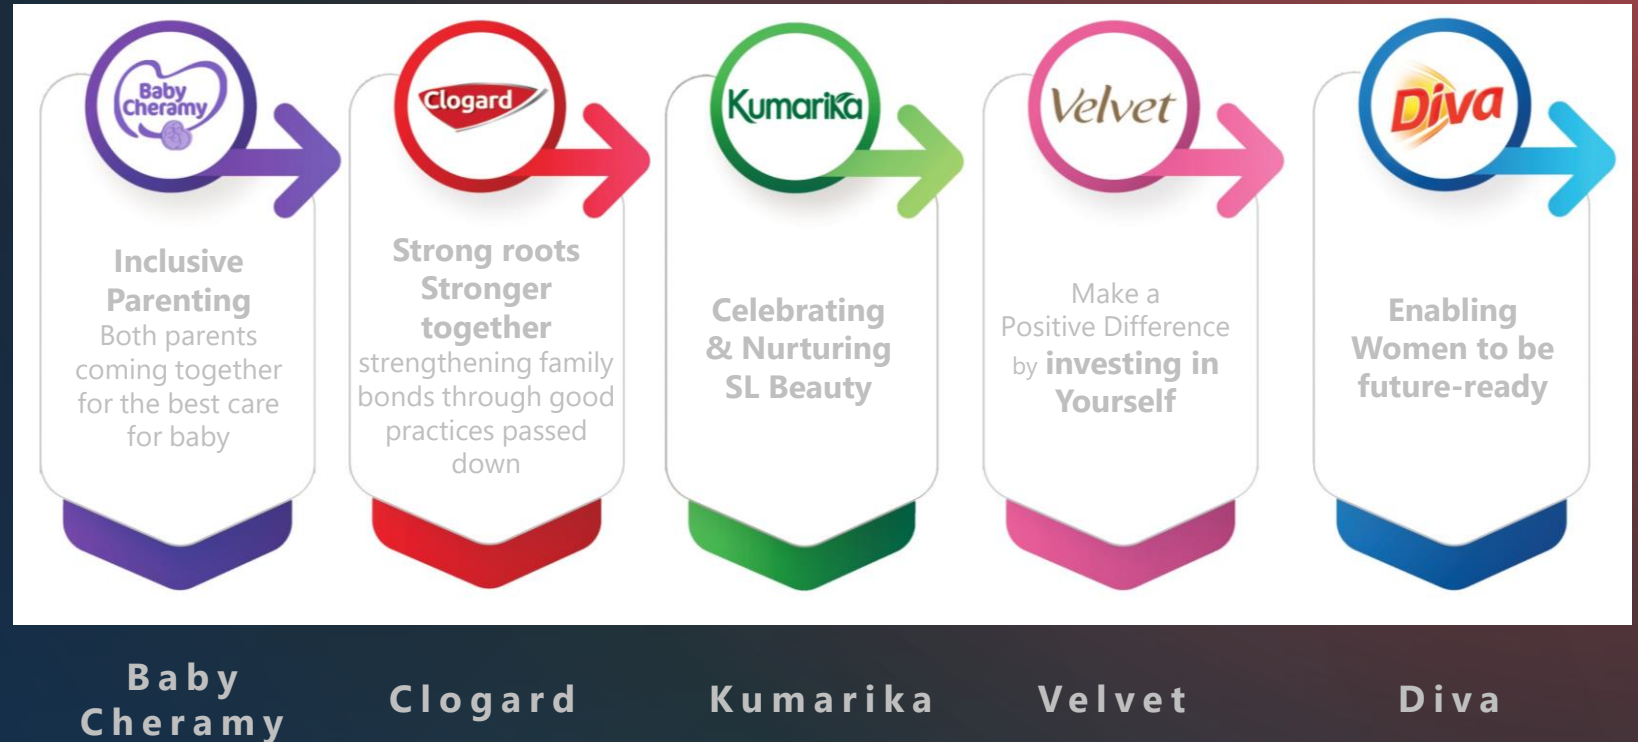 Baby
Cheramy
Inclusive
Parenting
Both parents
coming together
for the best care
for baby
Clogard
Strong roots
Stronger
together
strengthening family
bonds through good
practices passed
down
Kumarika
Celebrating
& Nurturing
SL Beauty
Velvet
Make a
Positive Difference
by investing in
Yourself
Diva
Enabling
Women to be
future-ready
Baby
Cheramy
Clogard
Kumarika
Velvet
Diva